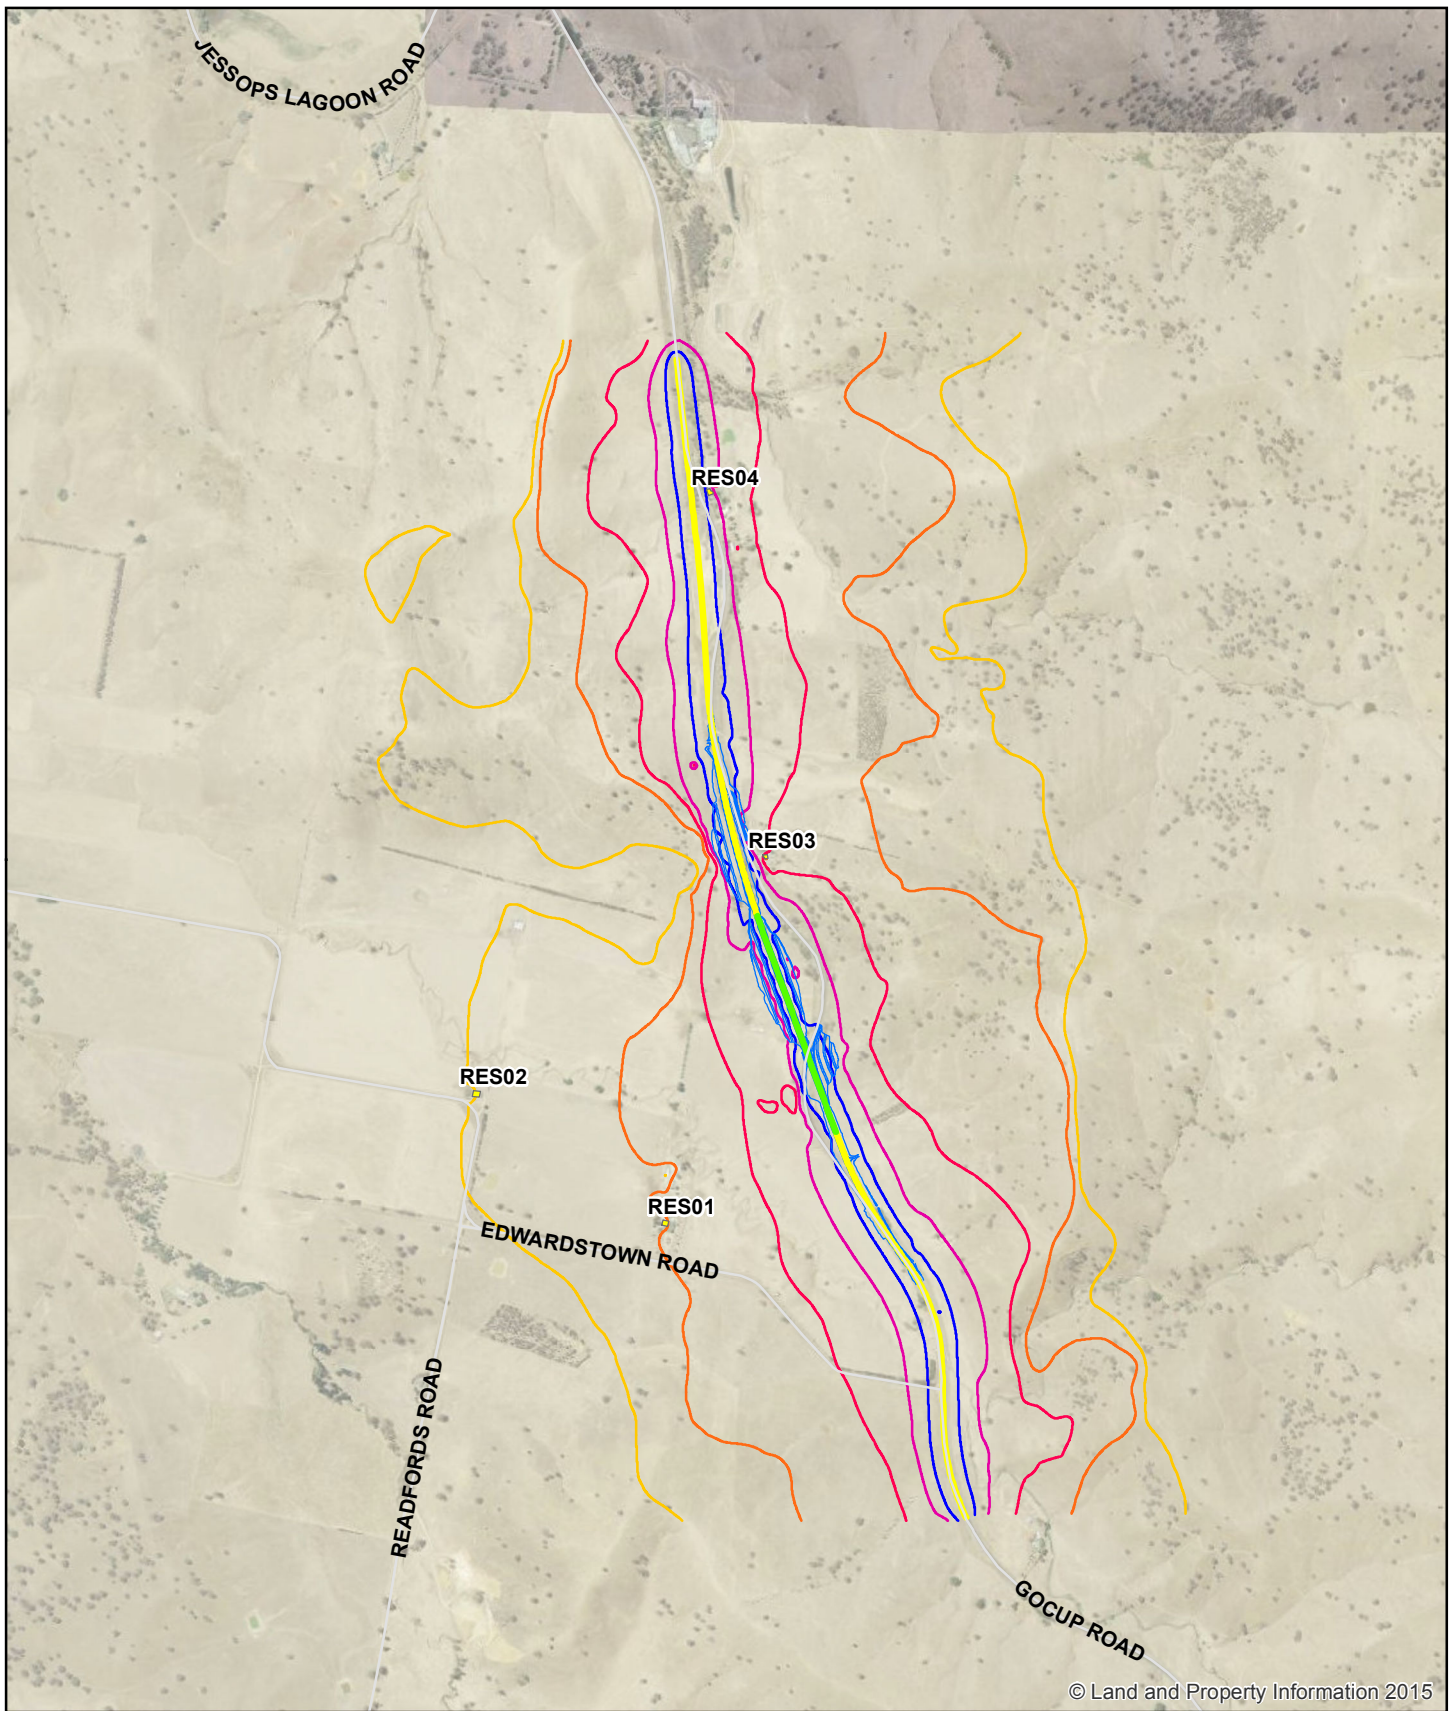 JESSOPS LAGOON ROAD
RES04
RES03
RES02
RES01
EDWARDSTOWN ROAD
READFORDS ROAD
GOCUP ROAD
© Land and Property Information 2015